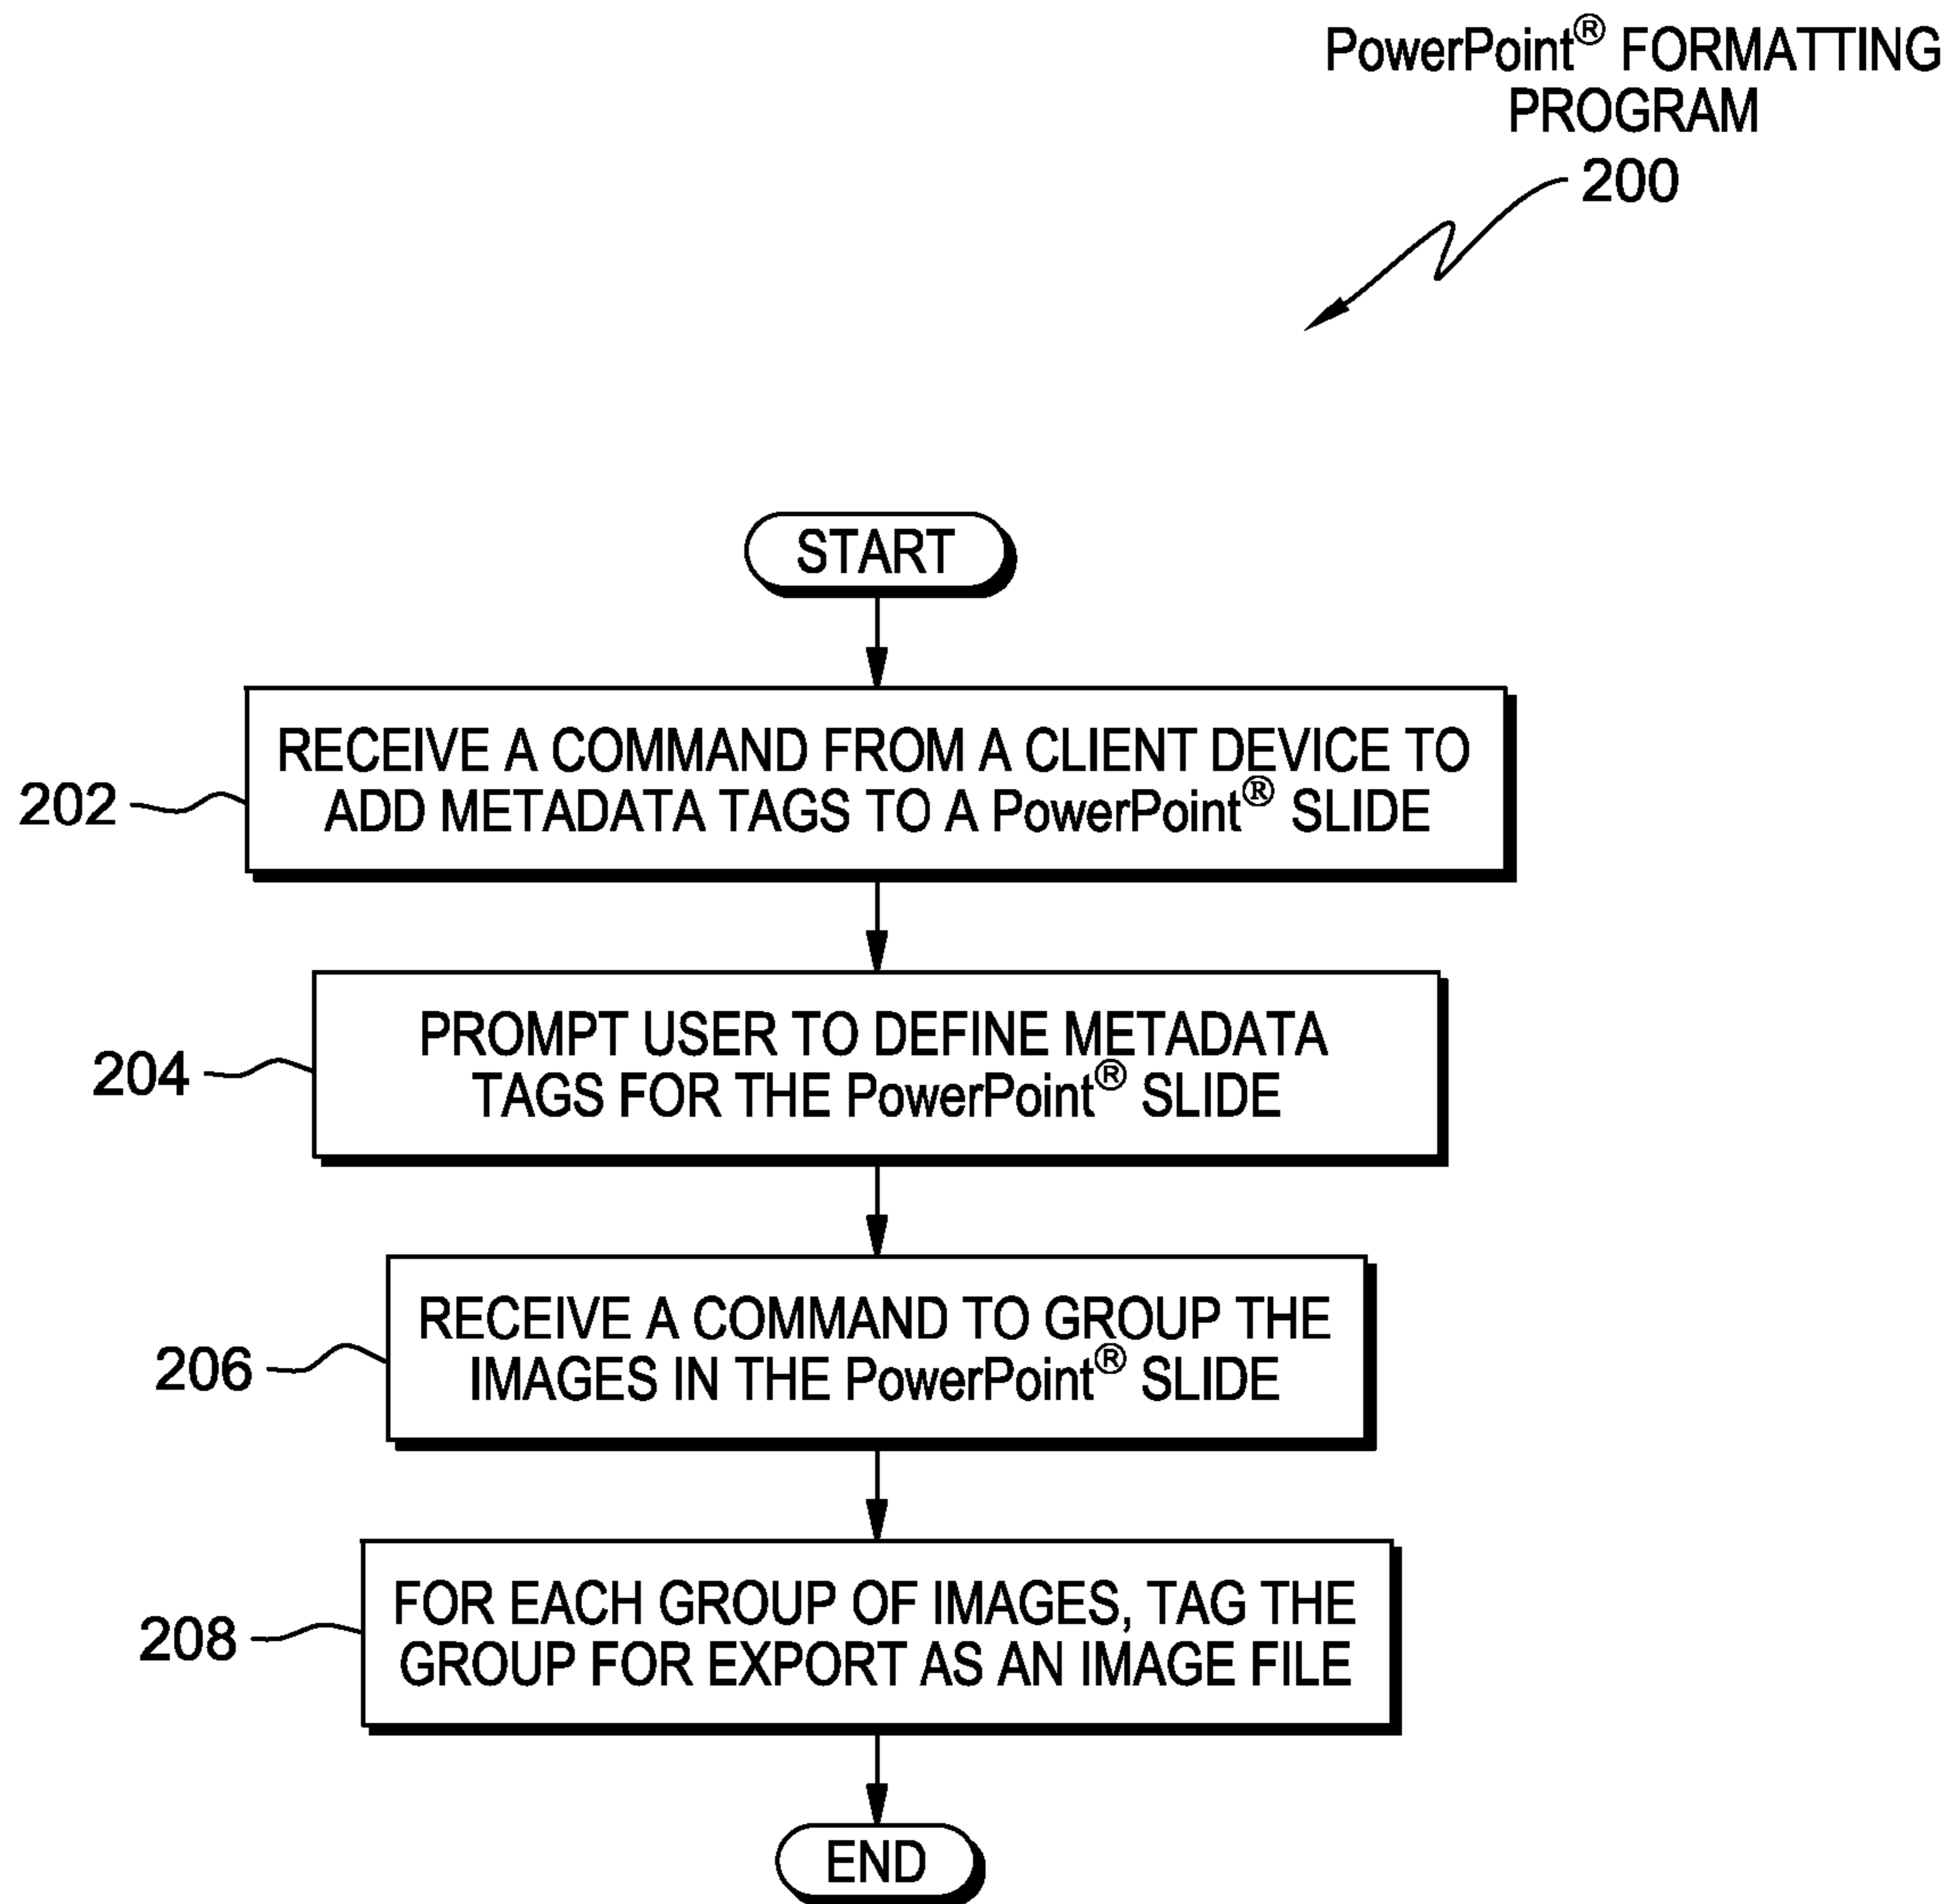 PowerPoint® FORMATTING
PROGRAM
200
START
202
RECEIVE A COMMAND FROM A CLIENT DEVICE TO
ADD METADATA TAGS TO A PowerPoint® SLIDE
204
PROMPT USER TO DEFINE METADATA
TAGS FOR THE PowerPoint® SLIDE
206
RECEIVE A COMMAND TO GROUP THE
IMAGES IN THE PowerPoint® SLIDE
208
FOR EACH GROUP OF IMAGES, TAG THE
GROUP FOR EXPORT AS AN IMAGE FILE
END